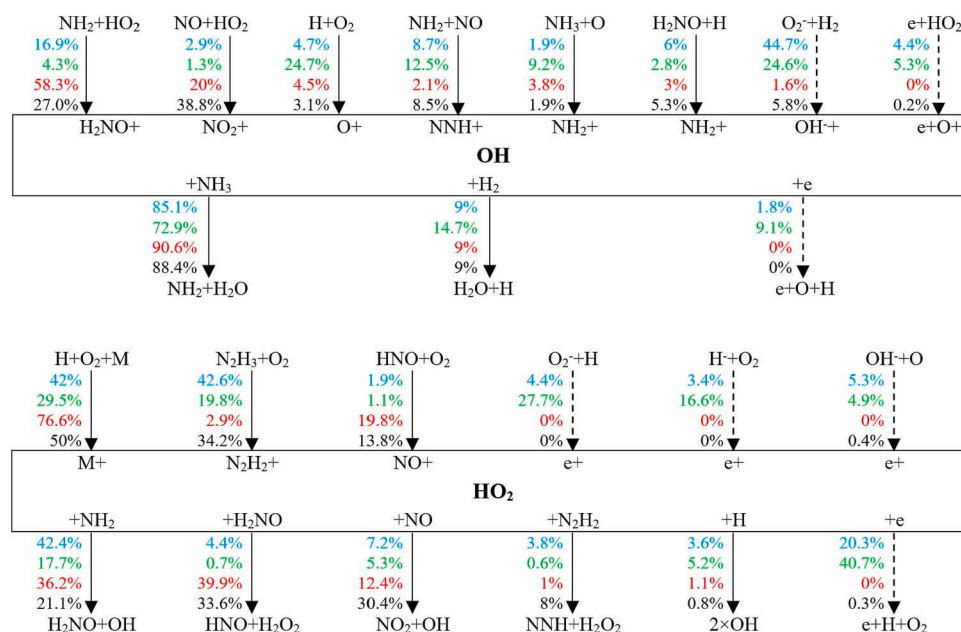 NH₂+HO₂ NO+HO₂ H+O₂ NH₂+NO NH₃+O H₂NO+H O₂⁻+H₂ e+HO₂
16.9% 2.9% 4.7% 8.7% 1.9% 6% 44.7% 4.4%
4.3% 1.3% 24.7% 12.5% 9.2% 2.8% 24.6% 5.3%
58.3% 20% 4.5% 2.1% 3.8% 3% 1.6% 0%
27.0% 38.8% 3.1% 8.5% 1.9% 5.3% 5.8% 0.2%
H₂NO+ NO₂+ O+ NNH+ NH₂+ NH₂+ OH⁻+ e+O+
OH
+NH₃ +H₂ +e
85.1% 9% 1.8%
72.9% 14.7% 9.1%
90.6% 9% 0%
88.4% 9% 0%
NH₂+H₂O H₂O+H e+O+H
H+O₂+M N₂H₃+O₂ HNO+O₂ O₂⁻+H H⁻+O₂ OH⁻+O
42% 42.6% 1.9% 4.4% 3.4% 5.3%
29.5% 19.8% 1.1% 27.7% 16.6% 4.9%
76.6% 2.9% 19.8% 0% 0% 0%
50% 34.2% 13.8% 0% 0% 0.4%
M+ N₂H₂+ NO+ e+ e+ e+
HO₂
+NH₂ +H₂NO +NO +N₂H₂ +H +e
42.4% 4.4% 7.2% 3.8% 3.6% 20.3%
17.7% 0.7% 5.3% 0.6% 5.2% 40.7%
36.2% 39.9% 12.4% 1% 1.1% 0%
21.1% 33.6% 30.4% 8% 0.8% 0.3%
H₂NO+OH HNO+H₂O₂ NO₂+OH NNH+H₂O₂ 2×OH e+H+O₂